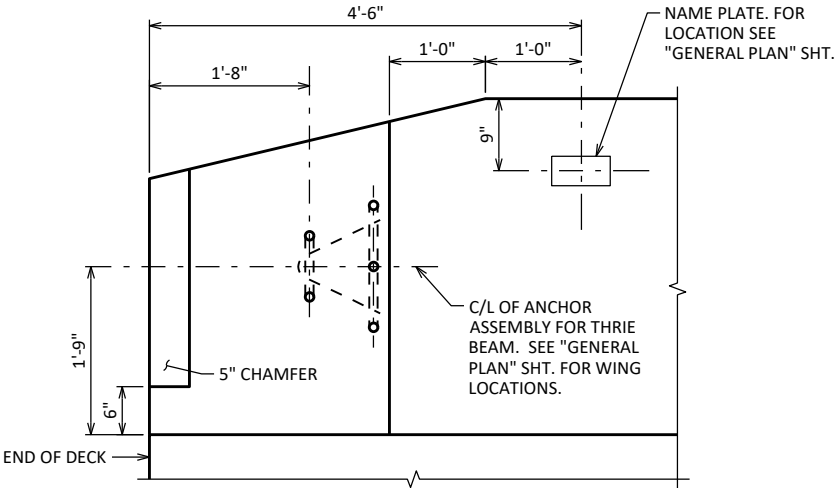 4'-6"
NAME PLATE. FOR
LOCATION SEE
"GENERAL PLAN" SHT.
1'-0"
1'-0"
1'-8"
9"
C/L OF ANCHOR
ASSEMBLY FOR THRIE
BEAM. SEE "GENERAL
PLAN" SHT. FOR WING
LOCATIONS.
1'-9"
5" CHAMFER
6"
END OF DECK